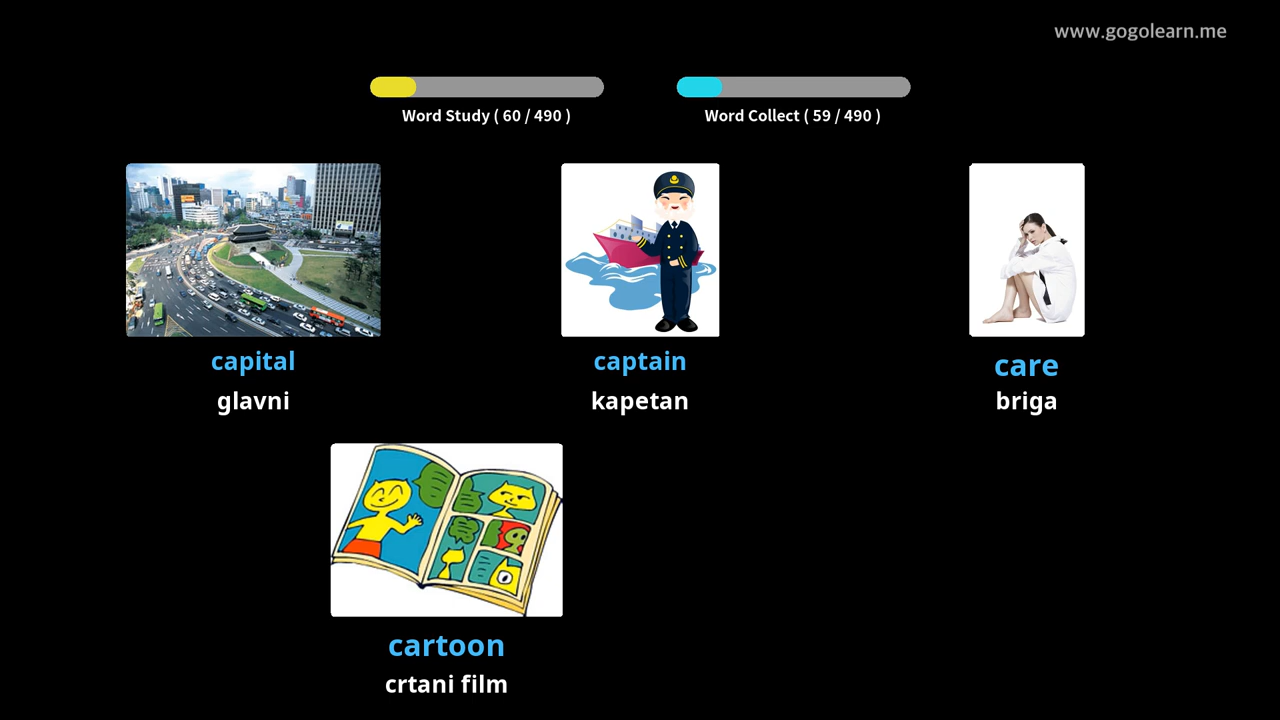 www.gogolearn.me
Word Study ( 60 / 490 )
Word Collect ( 59 / 490 )
capital
glavni
captain
kapetan
care
briga
cartoon
crtani film